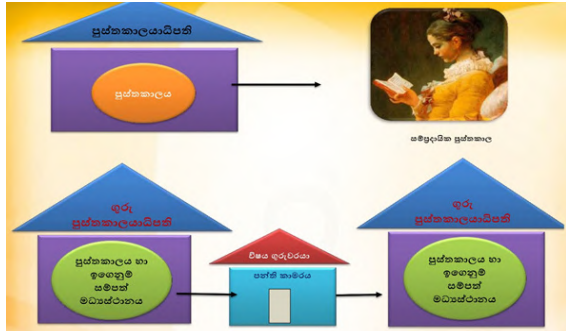 පුස්තකාලයාධිපති
පුස්තකාලය
සම්ප්‍රදායික පුස්තකාල
ගුරු
පුස්තකාලයාධිපති
පුස්තකාලය හා
ඉගෙනුම්
සම්පත්
මධ්‍යස්ථානය
විෂය ගුරුවරයා
පන්ති කාමරය
ගුරු
පුස්තකාලයාධිපති
පුස්තකාලය හා
ඉගෙනුම්
සම්පත්
මධ්‍යස්ථානය